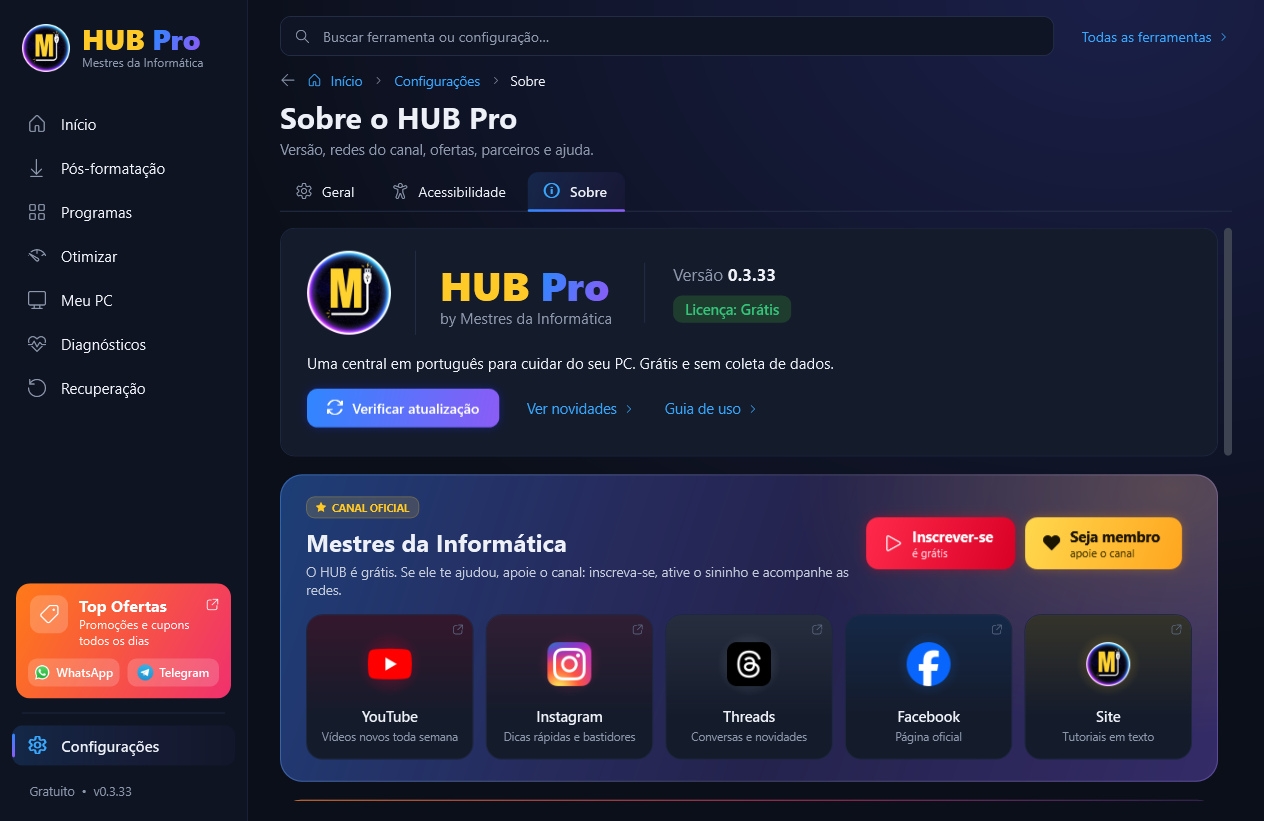 M
HUB Pro
Mestres da Informática
Início
Pós-formatação
Programas
Otimizar
Meu PC
Diagnósticos
Recuperação
Top Ofertas
Promoções e cupons
todos os dias
WhatsApp
Telegram
Configurações
Gratuito • v0.3.33
Buscar ferramenta ou configuração...
Todas as ferramentas
Início
Configurações
Sobre
Sobre o HUB Pro
Versão, redes do canal, ofertas, parceiros e ajuda.
Geral
Acessibilidade
Sobre
M
HUB Pro
by Mestres da Informática
Versão 0.3.33
Licença: Grátis
Uma central em português para cuidar do seu PC. Grátis e sem coleta de dados.
Verificar atualização
Ver novidades
Guia de uso
CANAL OFICIAL
Mestres da Informática
O HUB é grátis. Se ele te ajudou, apoie o canal: inscreva-se, ative o sininho e acompanhe as
redes.
Inscrever-se
é grátis
Seja membro
apoie o canal
YouTube
Vídeos novos toda semana
Instagram
Dicas rápidas e bastidores
Threads
Conversas e novidades
Facebook
Página oficial
M
Site
Tutoriais em texto